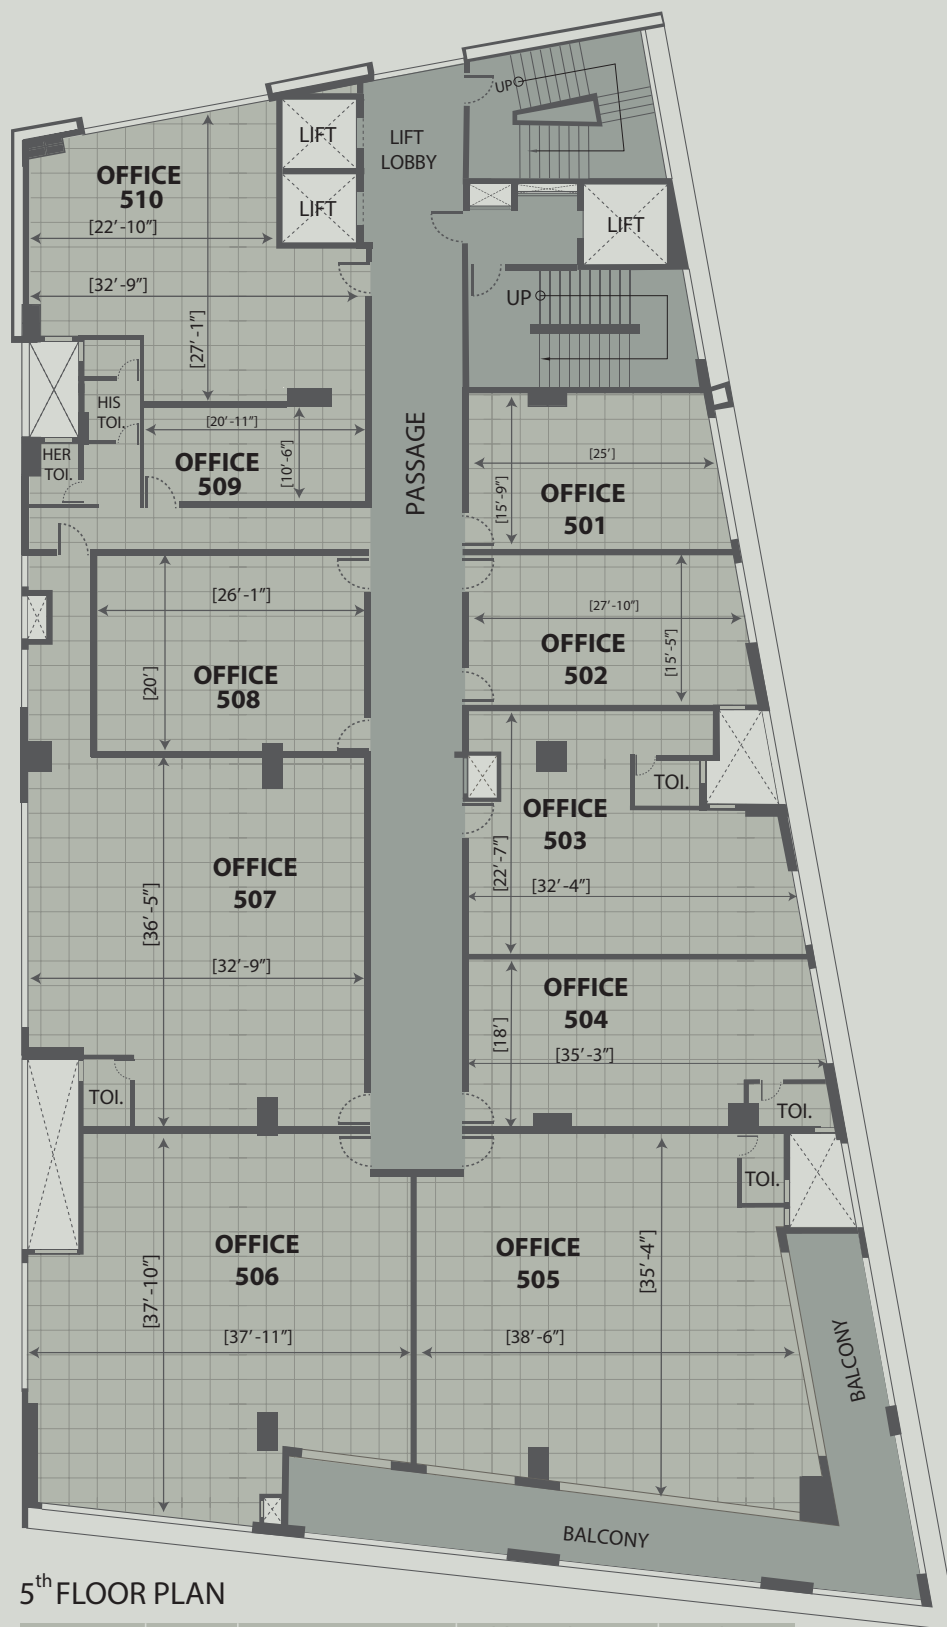 UP
LIFT
LIFT
LOBBY
OFFICE
510
[22'-10"]
LIFT
LIFT
[32'-9"]
UP
[27'-1"]
HIS
TOI.
[20'-11"]
PASSAGE
HER
TOI.
OFFICE
509
[10'-6"]
[25']
[15'-9"]
OFFICE
501
[26'-1"]
[27'-10"]
OFFICE
502
[15'-5"]
OFFICE
508
[20']
TOI.
OFFICE
503
[22'-7"]
[32'-4"]
OFFICE
507
[36'-5"]
[32'-9"]
OFFICE
504
[18']
[35'-3"]
TOI.
TOI.
TOI.
OFFICE
506
[37'-10"]
[37'-11"]
OFFICE
505
[35'-4"]
[38'-6"]
BALCONY
BALCONY
5th FLOOR PLAN